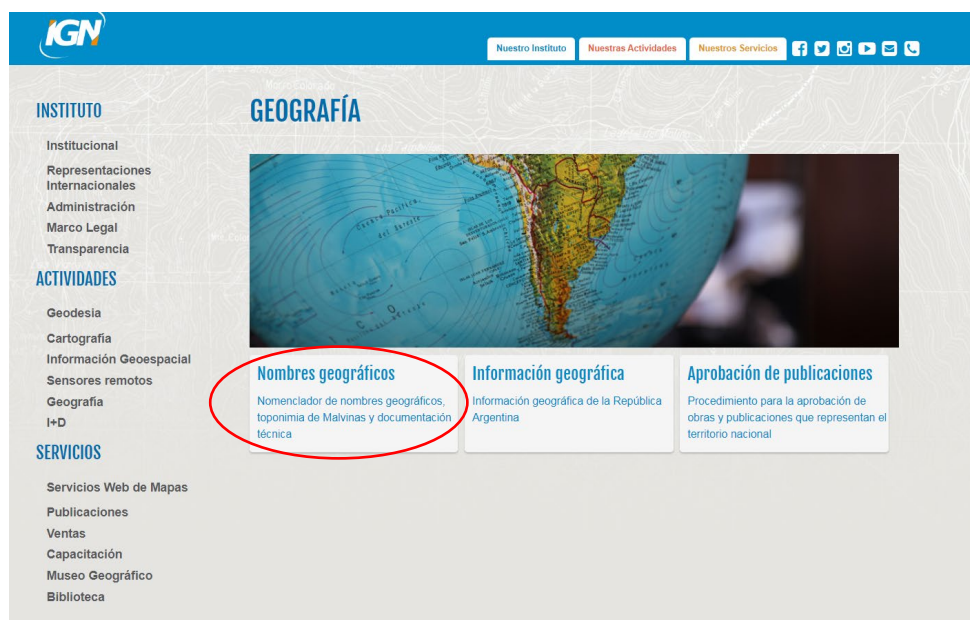 IGN
Nuestro Instituto
Nuestras Actividades
Nuestros Servicios
INSTITUTO
Institucional
Representaciones
Internacionales
Administración
Marco Legal
Transparencia
ACTIVIDADES
Geodesia
Cartografía
Información Geoespacial
Sensores remotos
Geografía
I+D
SERVICIOS
Servicios Web de Mapas
Publicaciones
Ventas
Capacitación
Museo Geográfico
Biblioteca
GEOGRAFÍA
Nombres geográficos
Nomenclador de nombres geográficos,
toponimia de Malvinas y documentación
técnica
Información geográfica
Información geográfica de la República
Argentina
Aprobación de publicaciones
Procedimiento para la aprobación de
obras y publicaciones que representan el
territorio nacional